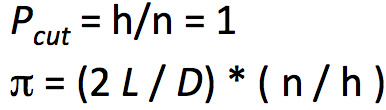 P_cut = h/n = 1
π = (2 L / D) * ( n / h )